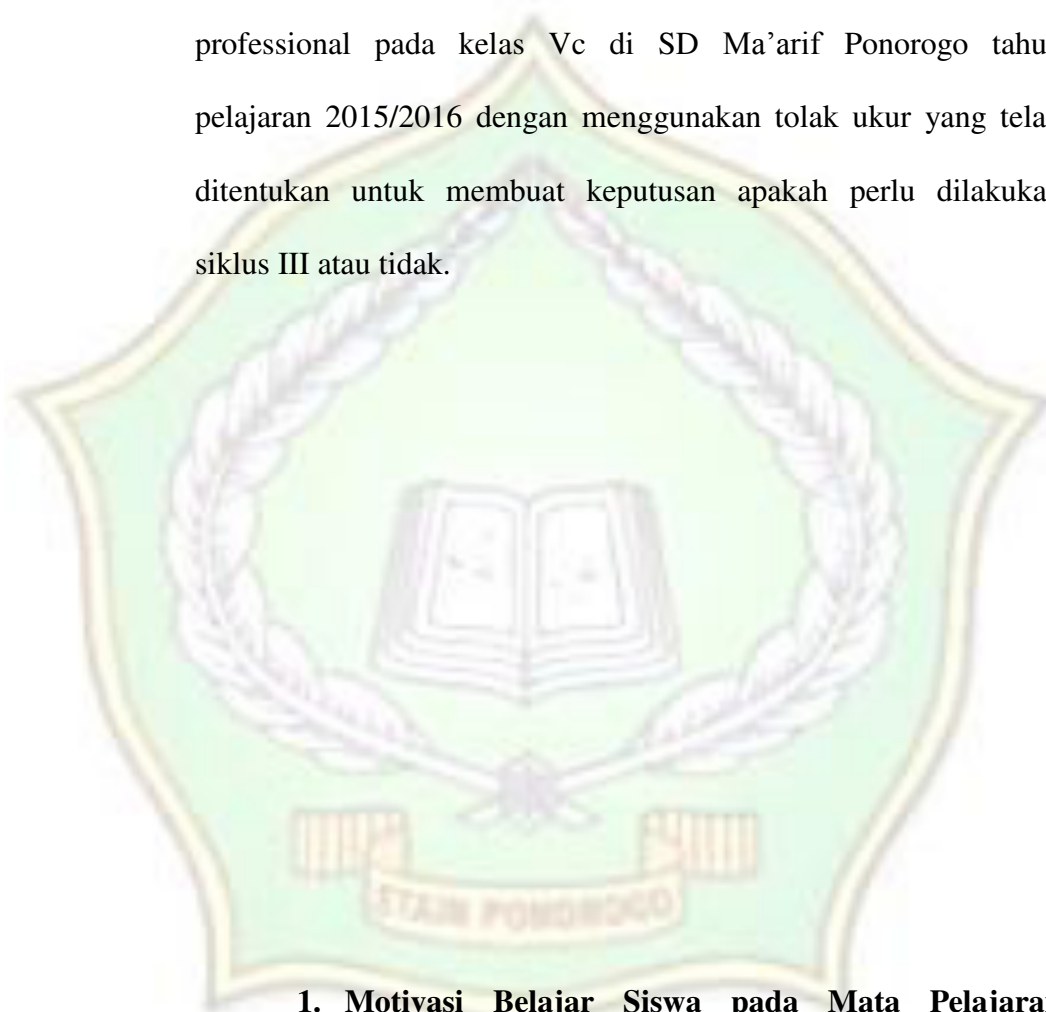 professional pada kelas Vc di SD Ma’arif Ponorogo tahu
pelajaran 2015/2016 dengan menggunakan tolak ukur yang tela
ditentukan untuk membuat keputusan apakah perlu dilakuka
siklus III atau tidak.
STAIN PONOROGO
1. Motivasi Belajar Siswa pada Mata Pelajara